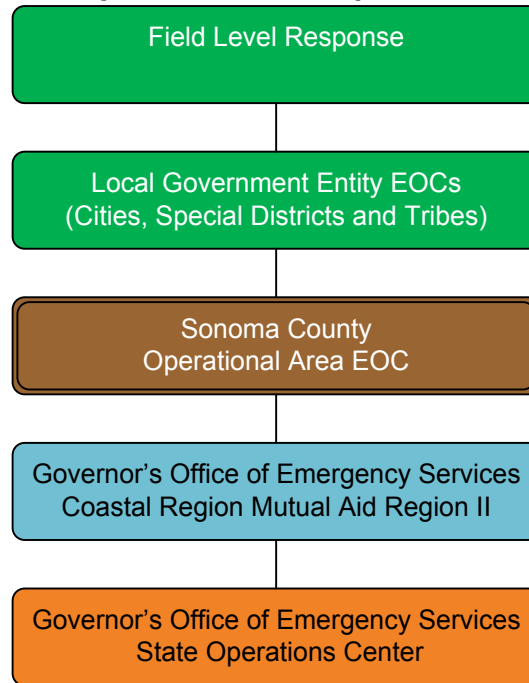 Field Level Response
Local Government Entity EOCs
(Cities, Special Districts and Tribes)
Sonoma County
Operational Area EOC
Governor’s Office of Emergency Services
Coastal Region Mutual Aid Region II
Governor’s Office of Emergency Services
State Operations Center